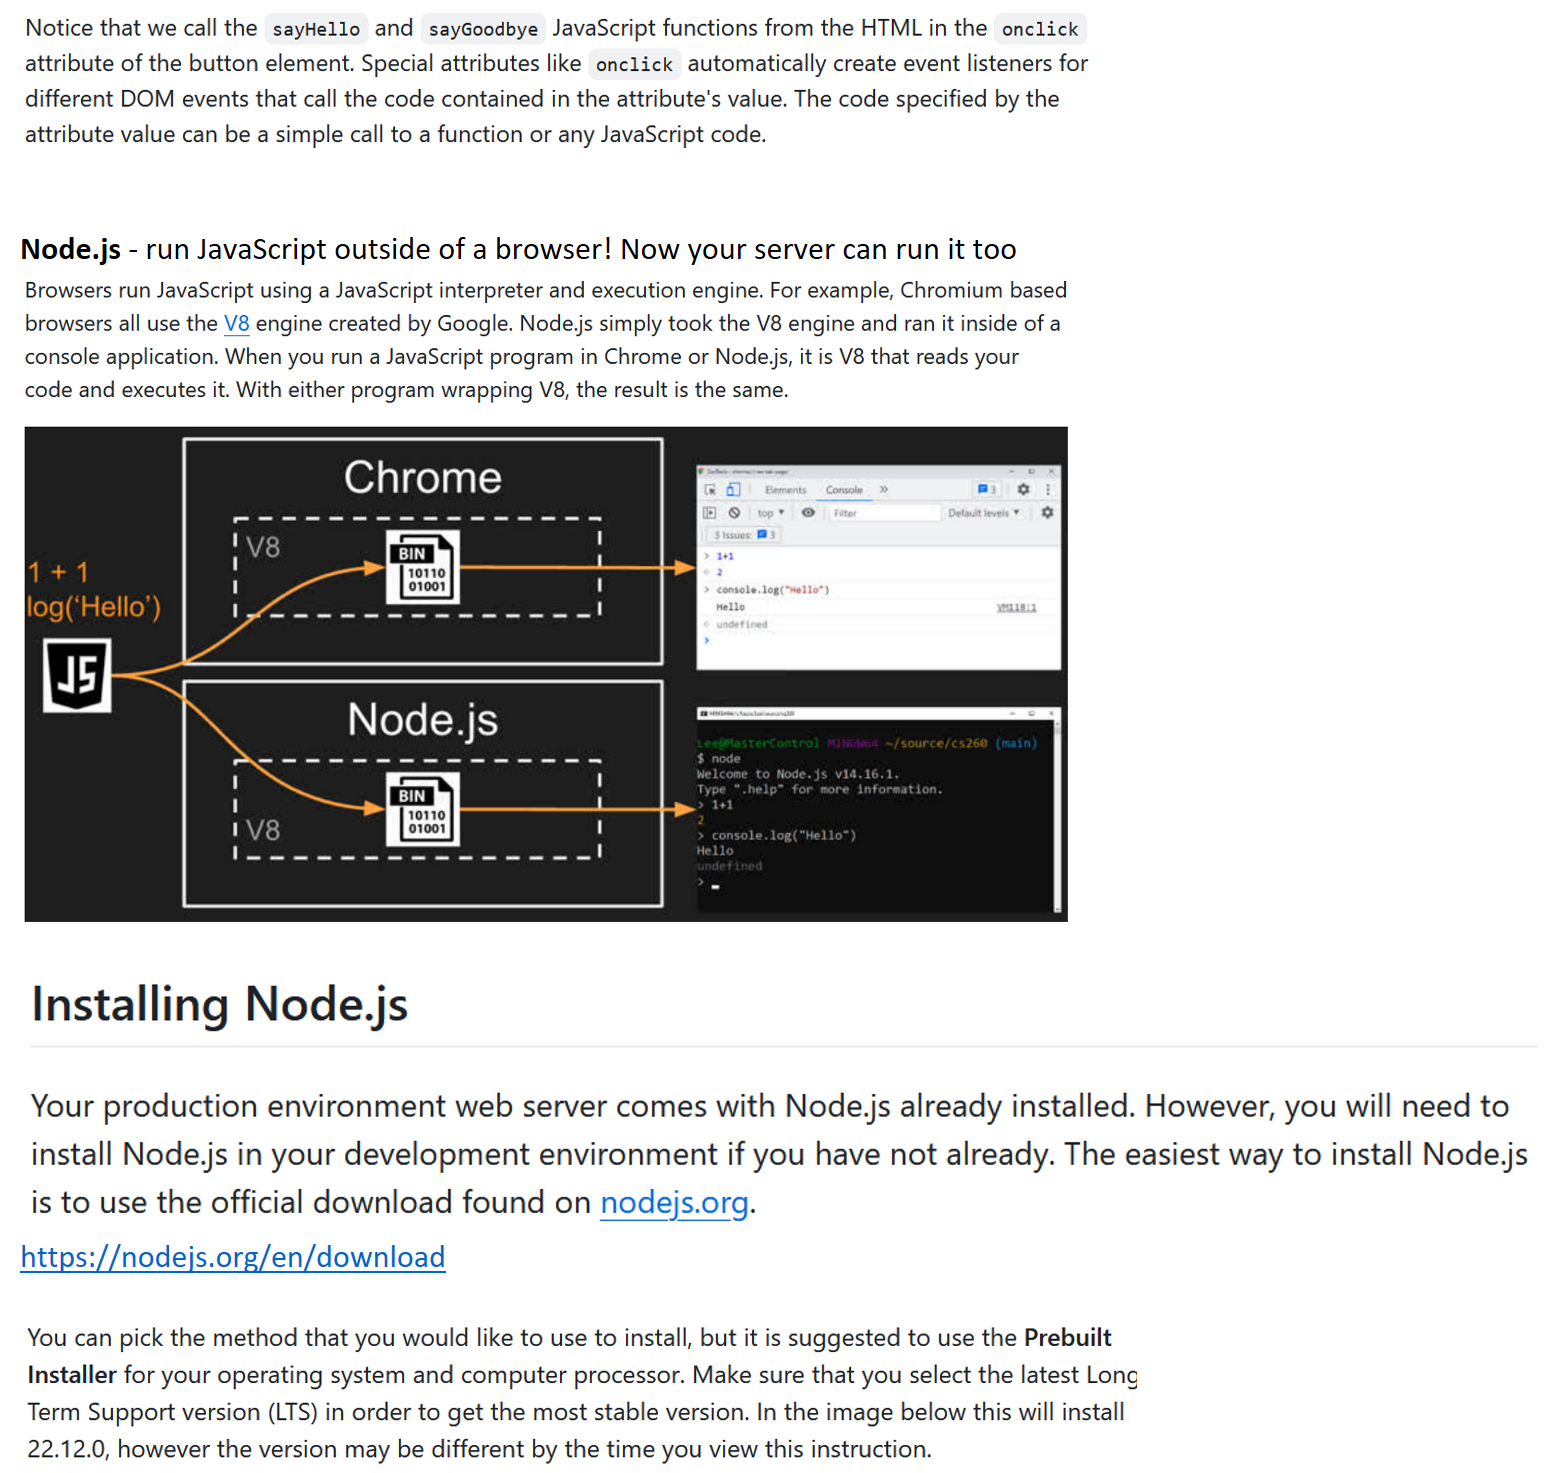 Notice that we call the sayHello and sayGoodbye JavaScript functions from the HTML in the onclick
attribute of the button element. Special attributes like onclick automatically create event listeners for
different DOM events that call the code contained in the attribute's value. The code specified by the
attribute value can be a simple call to a function or any JavaScript code.
Node.js - run JavaScript outside of a browser! Now your server can run it too
Browsers run JavaScript using a JavaScript interpreter and execution engine. For example, Chromium based
browsers all use the V8 engine created by Google. Node.js simply took the V8 engine and ran it inside of a
console application. When you run a JavaScript program in Chrome or Node.js, it is V8 that reads your
code and executes it. With either program wrapping V8, the result is the same.
1 + 1
log(‘Hello’)
JS
Chrome
V8
BIN
10110
01001
Elements Console »
3
top Filter Default levels
3 Issues: 3
> 1+1
2
> console.log("Hello")
Hello VM118:1
undefined
>
Node.js
V8
BIN
10110
01001
Lee@MasterControl MINGW64 ~/source/cs260 (main)
$ node
Welcome to Node.js v14.16.1.
Type ".help" for more information.
> 1+1
2
> console.log("Hello")
Hello
undefined
>
Installing Node.js
Your production environment web server comes with Node.js already installed. However, you will need to
install Node.js in your development environment if you have not already. The easiest way to install Node.js
is to use the official download found on nodejs.org.
https://nodejs.org/en/download
You can pick the method that you would like to use to install, but it is suggested to use the Prebuilt
Installer for your operating system and computer processor. Make sure that you select the latest Long
Term Support version (LTS) in order to get the most stable version. In the image below this will install
22.12.0, however the version may be different by the time you view this instruction.